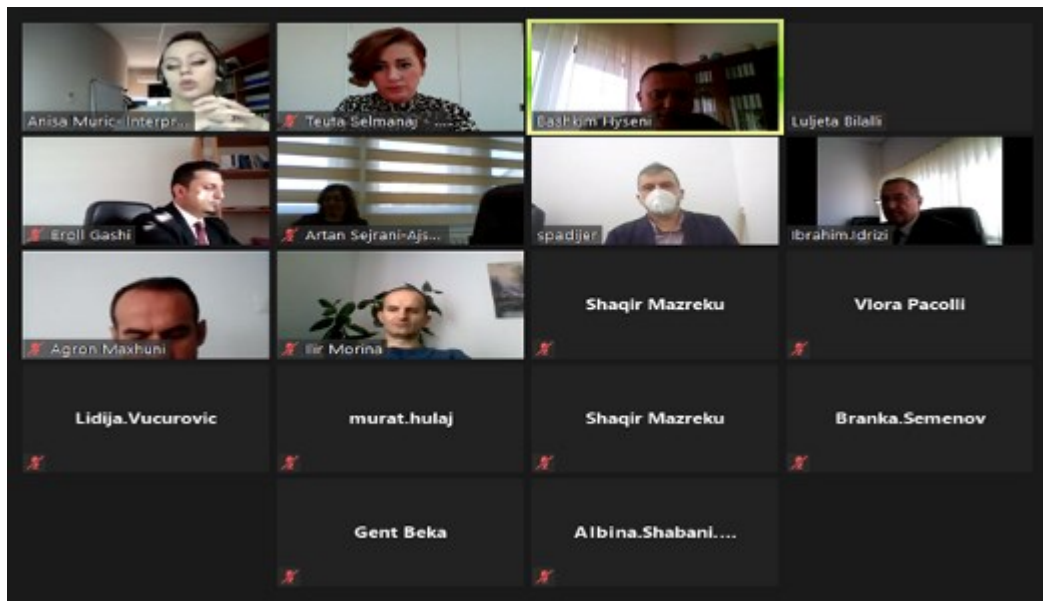 Anisa Muric- Interpr...
Teuta Selmanaj - ....
Bashkim Hyseni
Luljeta Bilalli
Eroll Gashi
Artan Sejrani-Ajs...
spadijer
Ibrahim.Idrizi
Agron Maxhuni
Ilir Morina
Shaqir Mazreku
Vlora Pacolli
Lidija.Vucurovic
murat.hulaj
Shaqir Mazreku
Branka.Semenov
Gent Beka
Albina.Shabani....